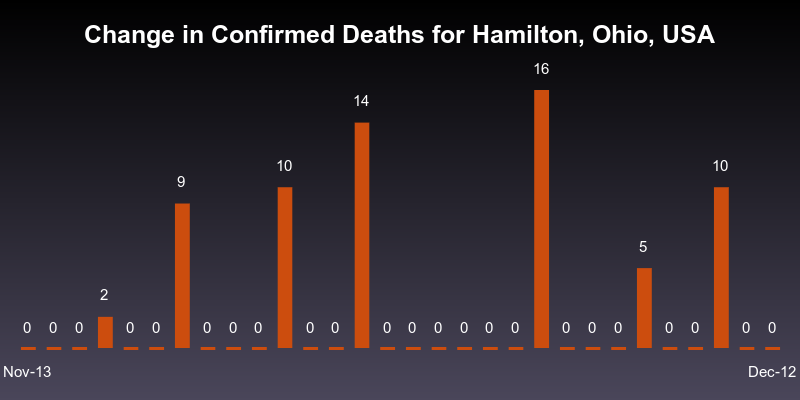 Change in Confirmed Deaths for Hamilton, Ohio, USA
0 0 0 2 0 0 9 0 0 0 10 0 0 14 0 0 0 0 0 0 16 0 0 0 5 0 0 10 0 0
Nov-13 Dec-12